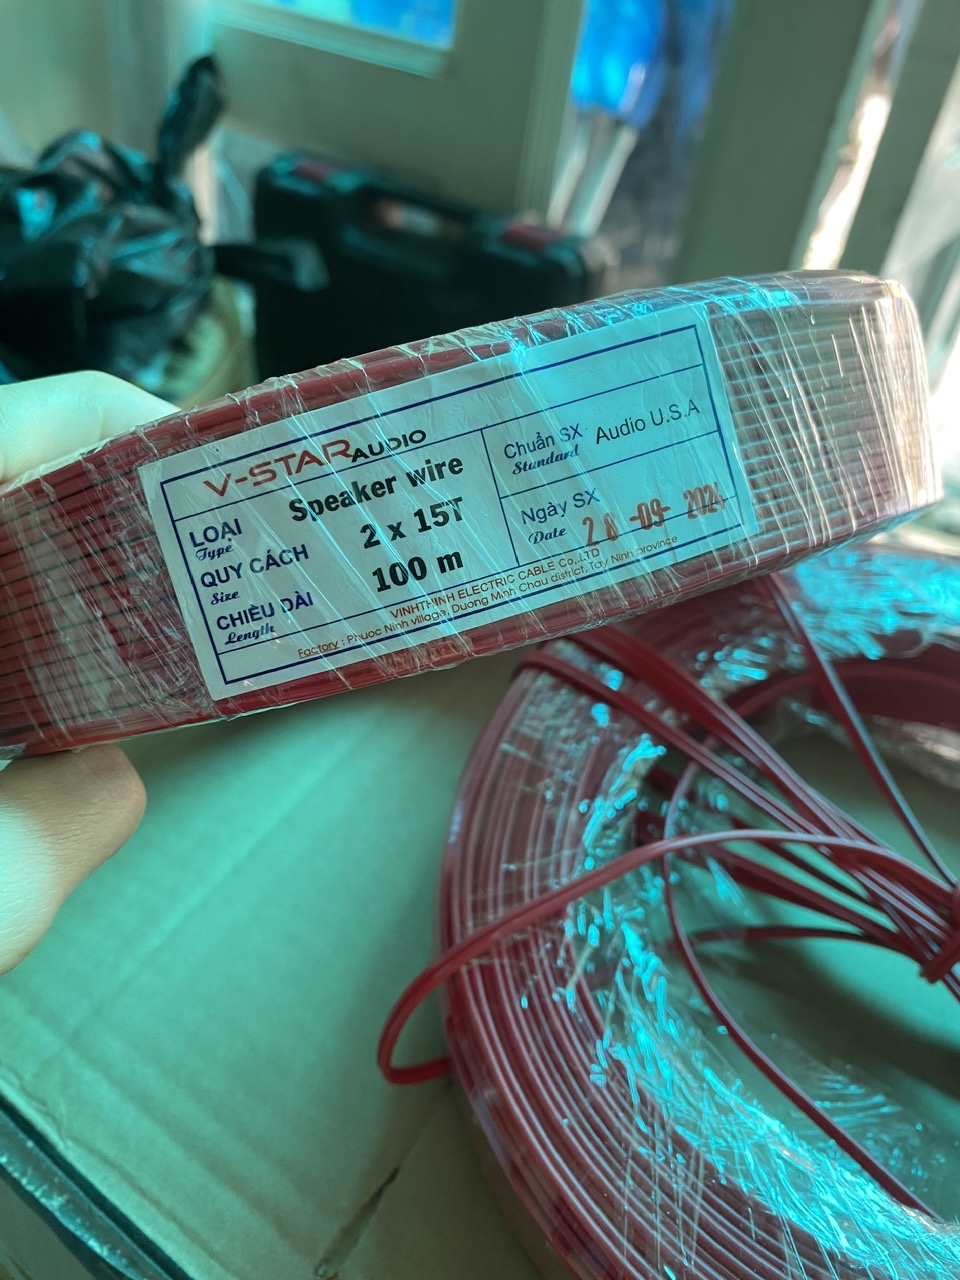 V-STAR AUDIO
LOẠI Speaker wire
Type
QUY CÁCH 2 x 15T
Size
CHIỀU DÀI 100 m
Length
Chuẩn SX Audio U.S.A
Standard
Ngày SX
Date 28 -09- 2024
VINHTHINH ELECTRIC CABLE Co.,LTD
Factory : Phuoc Ninh village, Duong Minh Chau district, Tay Ninh province